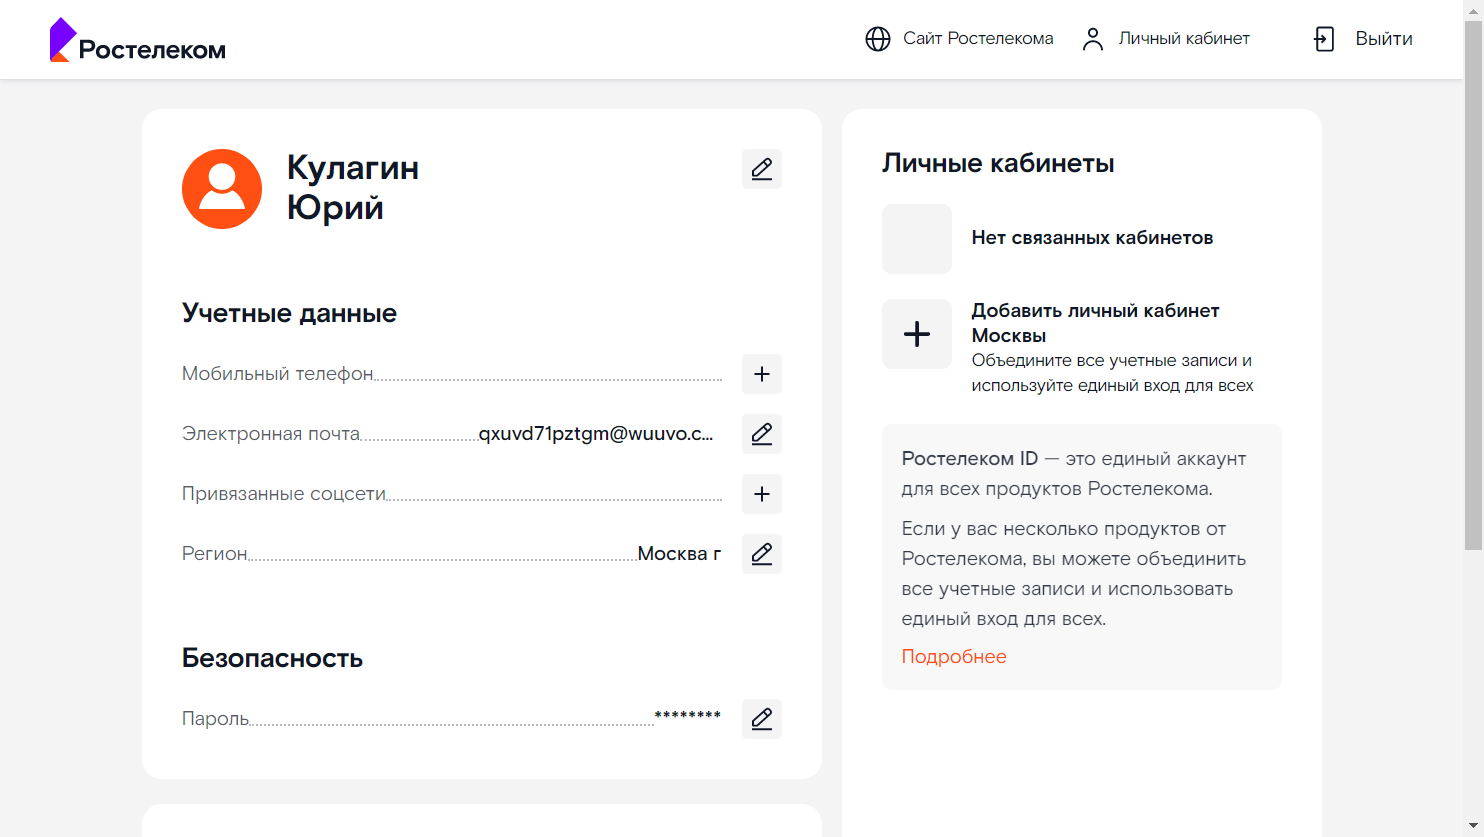 Ростелеком
Сайт Ростелекома
Личный кабинет
Выйти
Кулагин
Юрий
Учетные данные
Мобильный телефон
Электронная почта qxuvd71pztgm@wuuvo.c...
Привязанные соцсети
Регион Москва г
Безопасность
Пароль ********
Личные кабинеты
Нет связанных кабинетов
Добавить личный кабинет
Москвы
Объедините все учетные записи и
используйте единый вход для всех
Ростелеком ID — это единый аккаунт
для всех продуктов Ростелекома.
Если у вас несколько продуктов от
Ростелекома, вы можете объединить
все учетные записи и использовать
единый вход для всех.
Подробнее